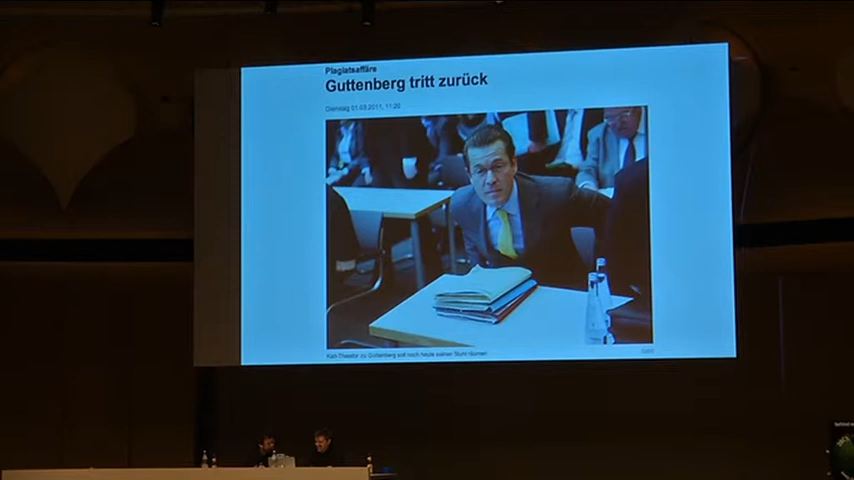 Plagiatsaffäre
Guttenberg tritt zurück
Dienstag 01.03.2011, 11:20
Karl-Theodor zu Guttenberg soll noch heute seinen Stuhl räumen
behind